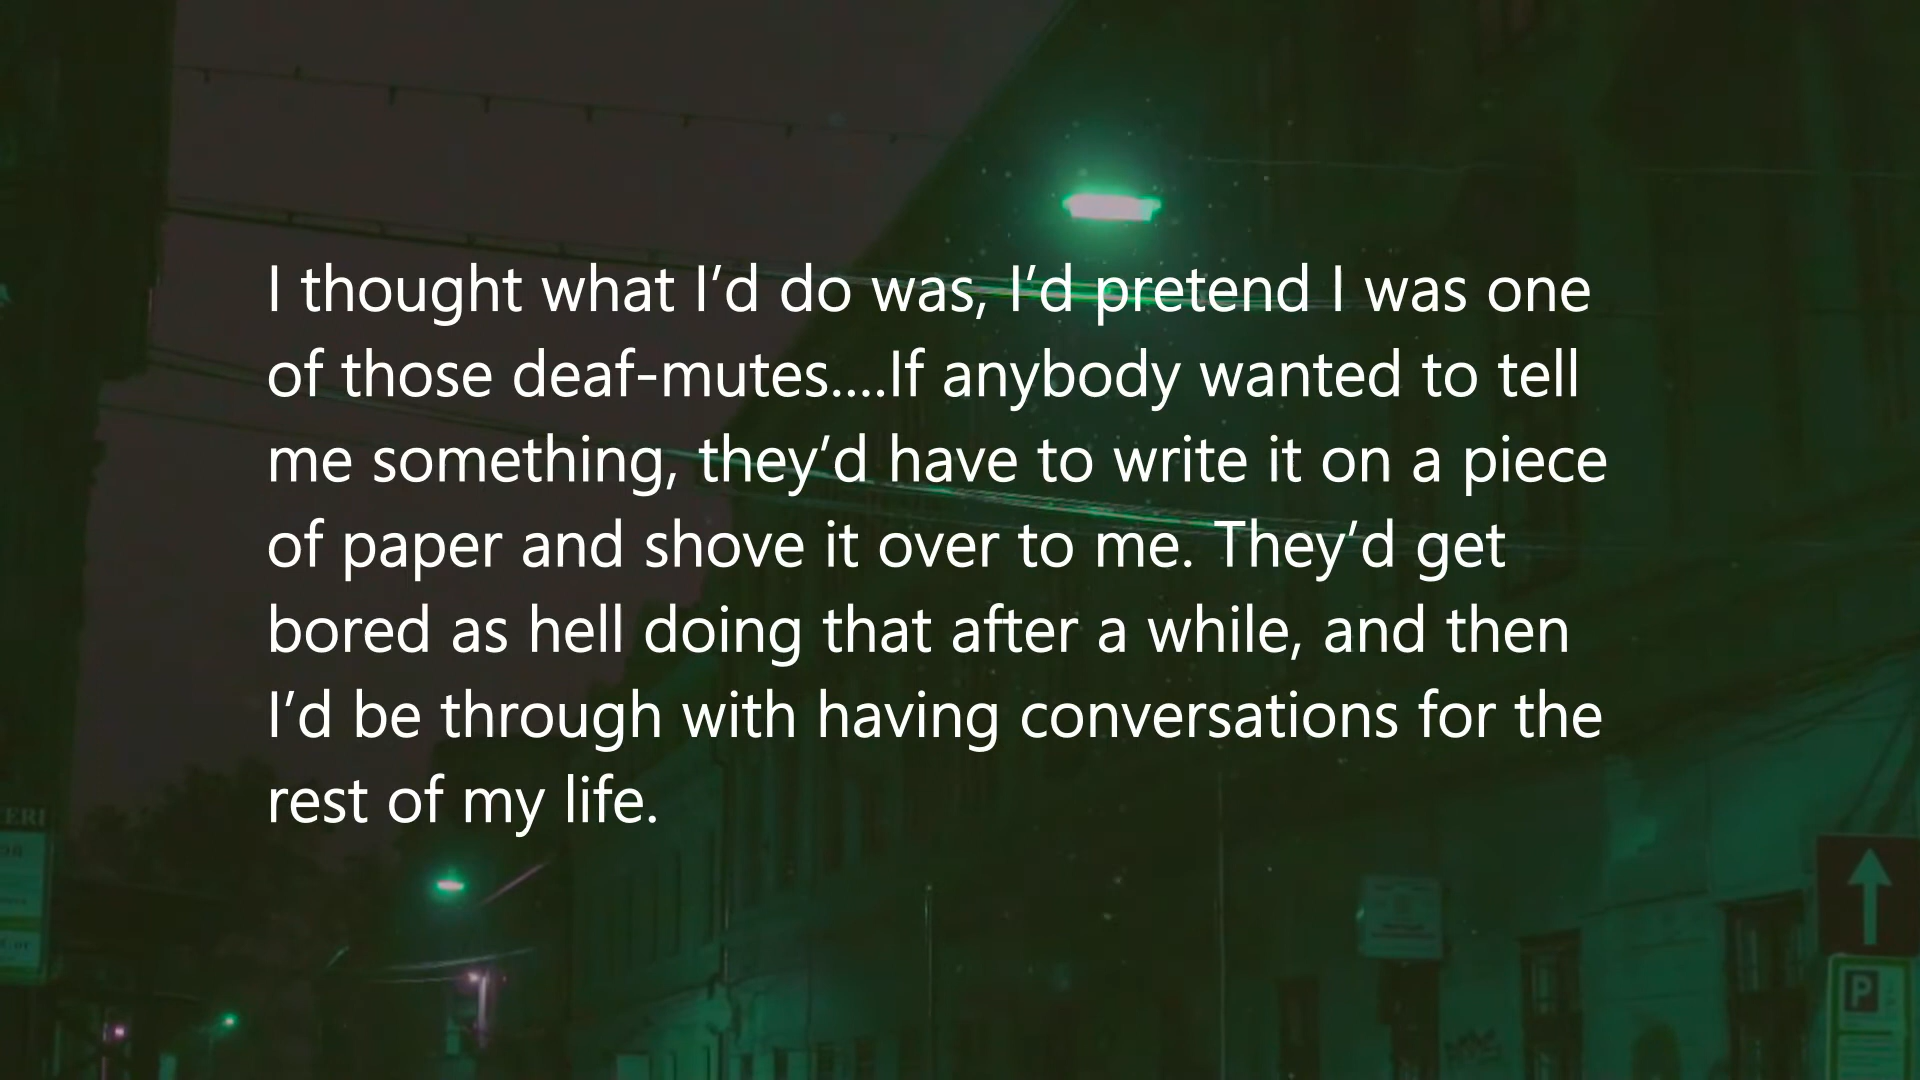 I thought what I’d do was, I’d pretend I was one
of those deaf-mutes....If anybody wanted to tell
me something, they’d have to write it on a piece
of paper and shove it over to me. They’d get
bored as hell doing that after a while, and then
I’d be through with having conversations for the
rest of my life.
P